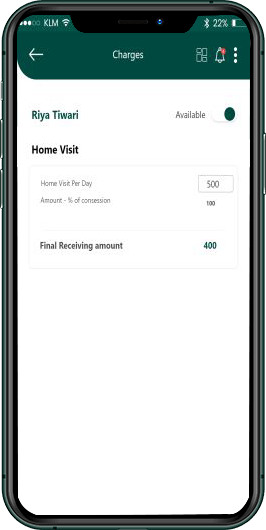 KLM 22%
Charges
Riya Tiwari Available
Home Visit
Home Visit Per Day 500
Amount - % of consession 100
Final Receiving amount 400